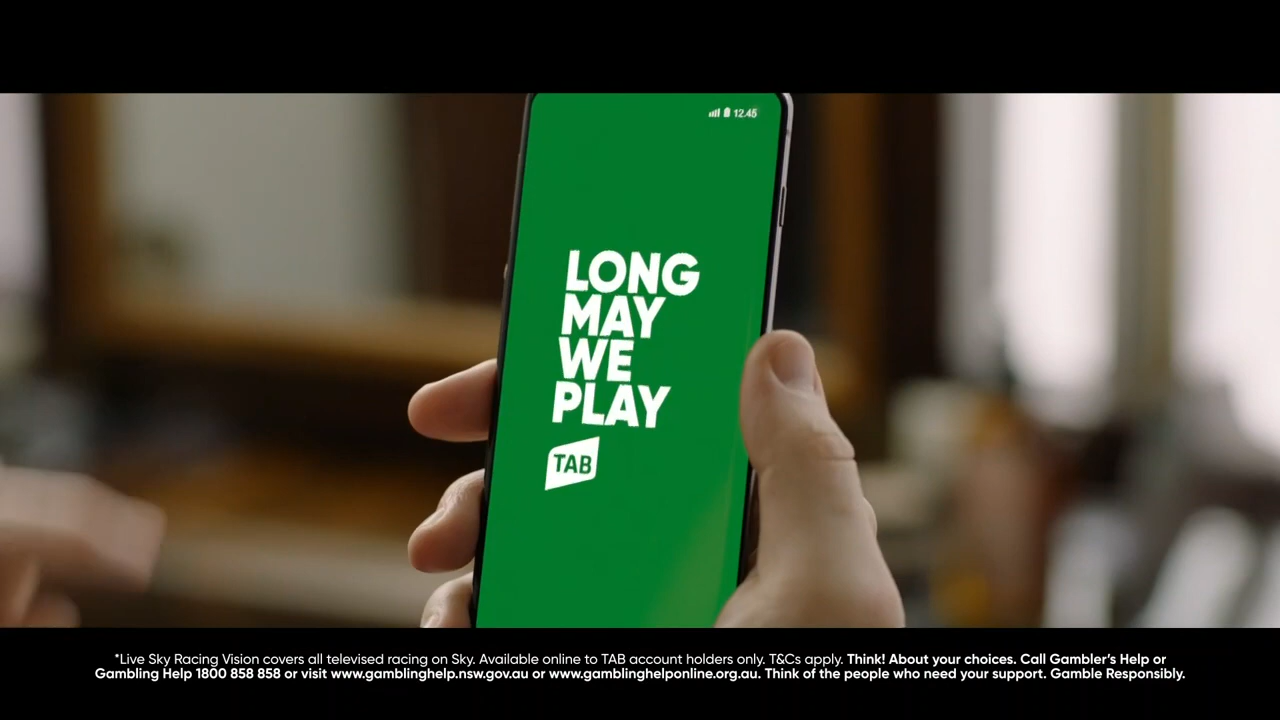 12.45
LONG
MAY
WE
PLAY
TAB
*Live Sky Racing Vision covers all televised racing on Sky. Available online to TAB account holders only. T&Cs apply. Think! About your choices. Call Gambler's Help or
Gambling Help 1800 858 858 or visit www.gamblinghelp.nsw.gov.au or www.gamblinghelponline.org.au. Think of the people who need your support. Gamble Responsibly.